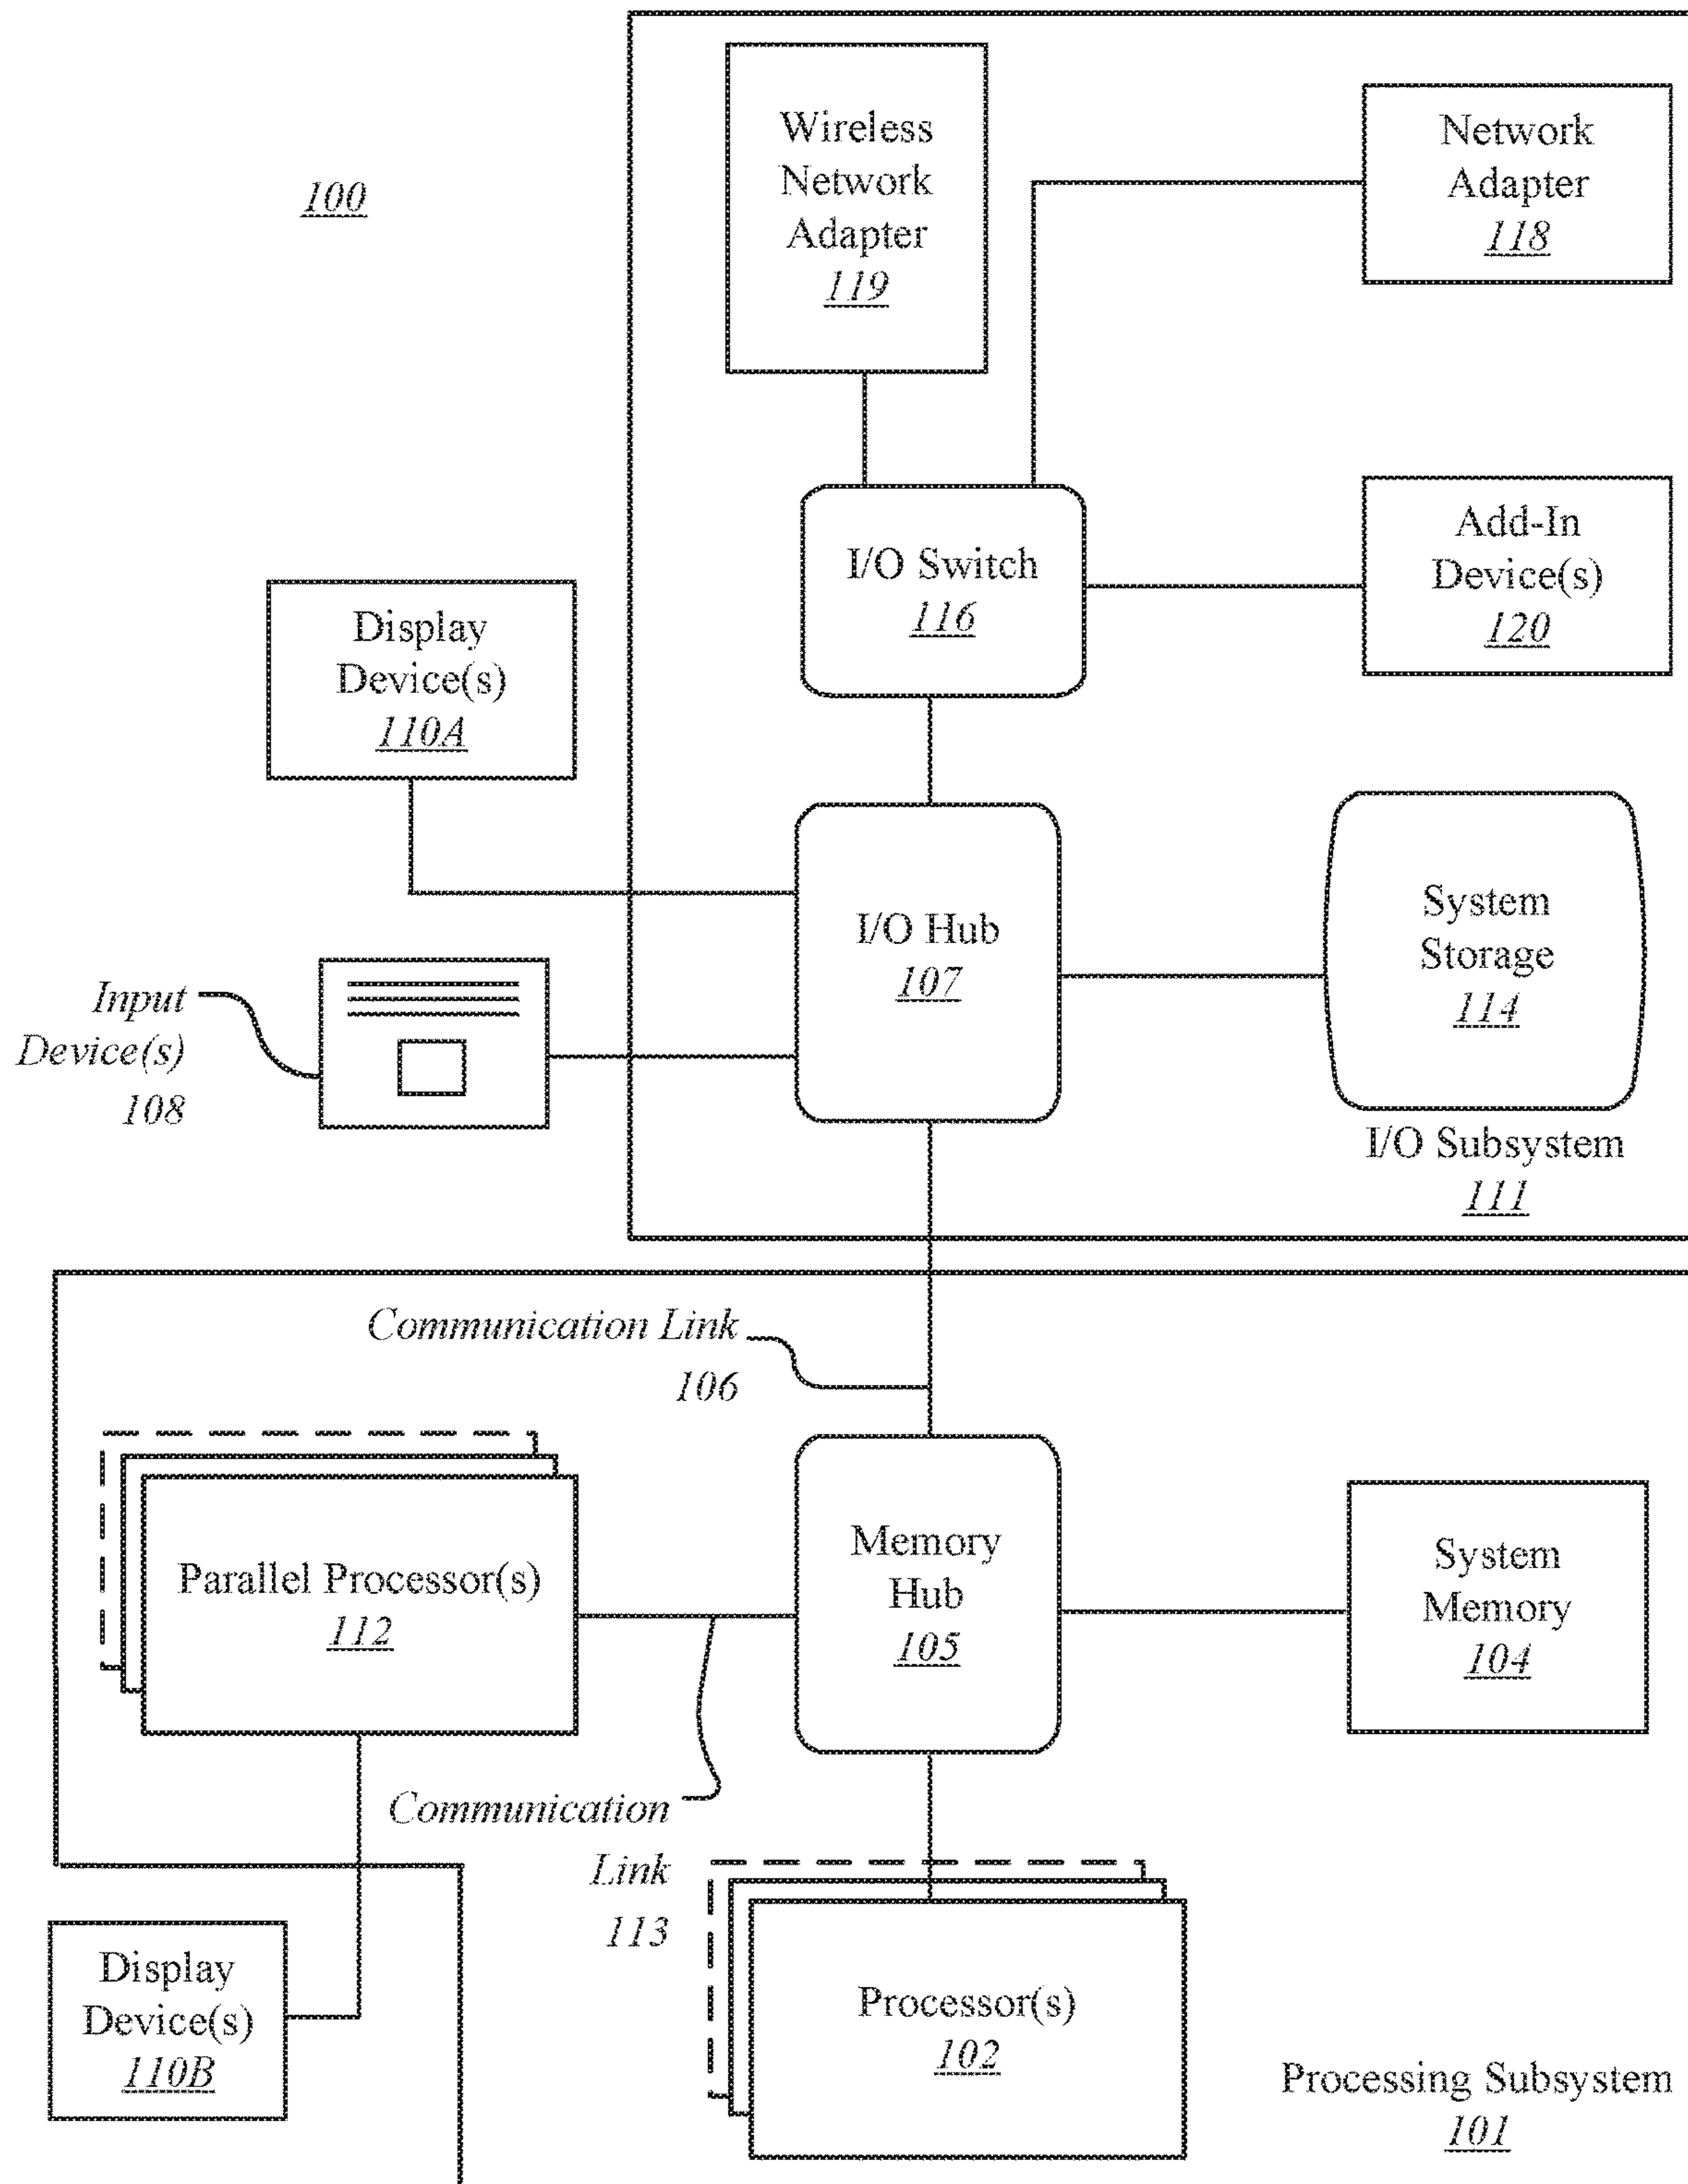 100
Wireless
Network
Adapter
119
Network
Adapter
118
I/O Switch
116
Add-In
Device(s)
120
Display
Device(s)
110A
I/O Hub
107
System
Storage
114
Input
Device(s)
108
I/O Subsystem
111
Communication Link
106
Parallel Processor(s)
112
Memory
Hub
105
System
Memory
104
Communication
Link
113
Display
Device(s)
110B
Processor(s)
102
Processing Subsystem
101